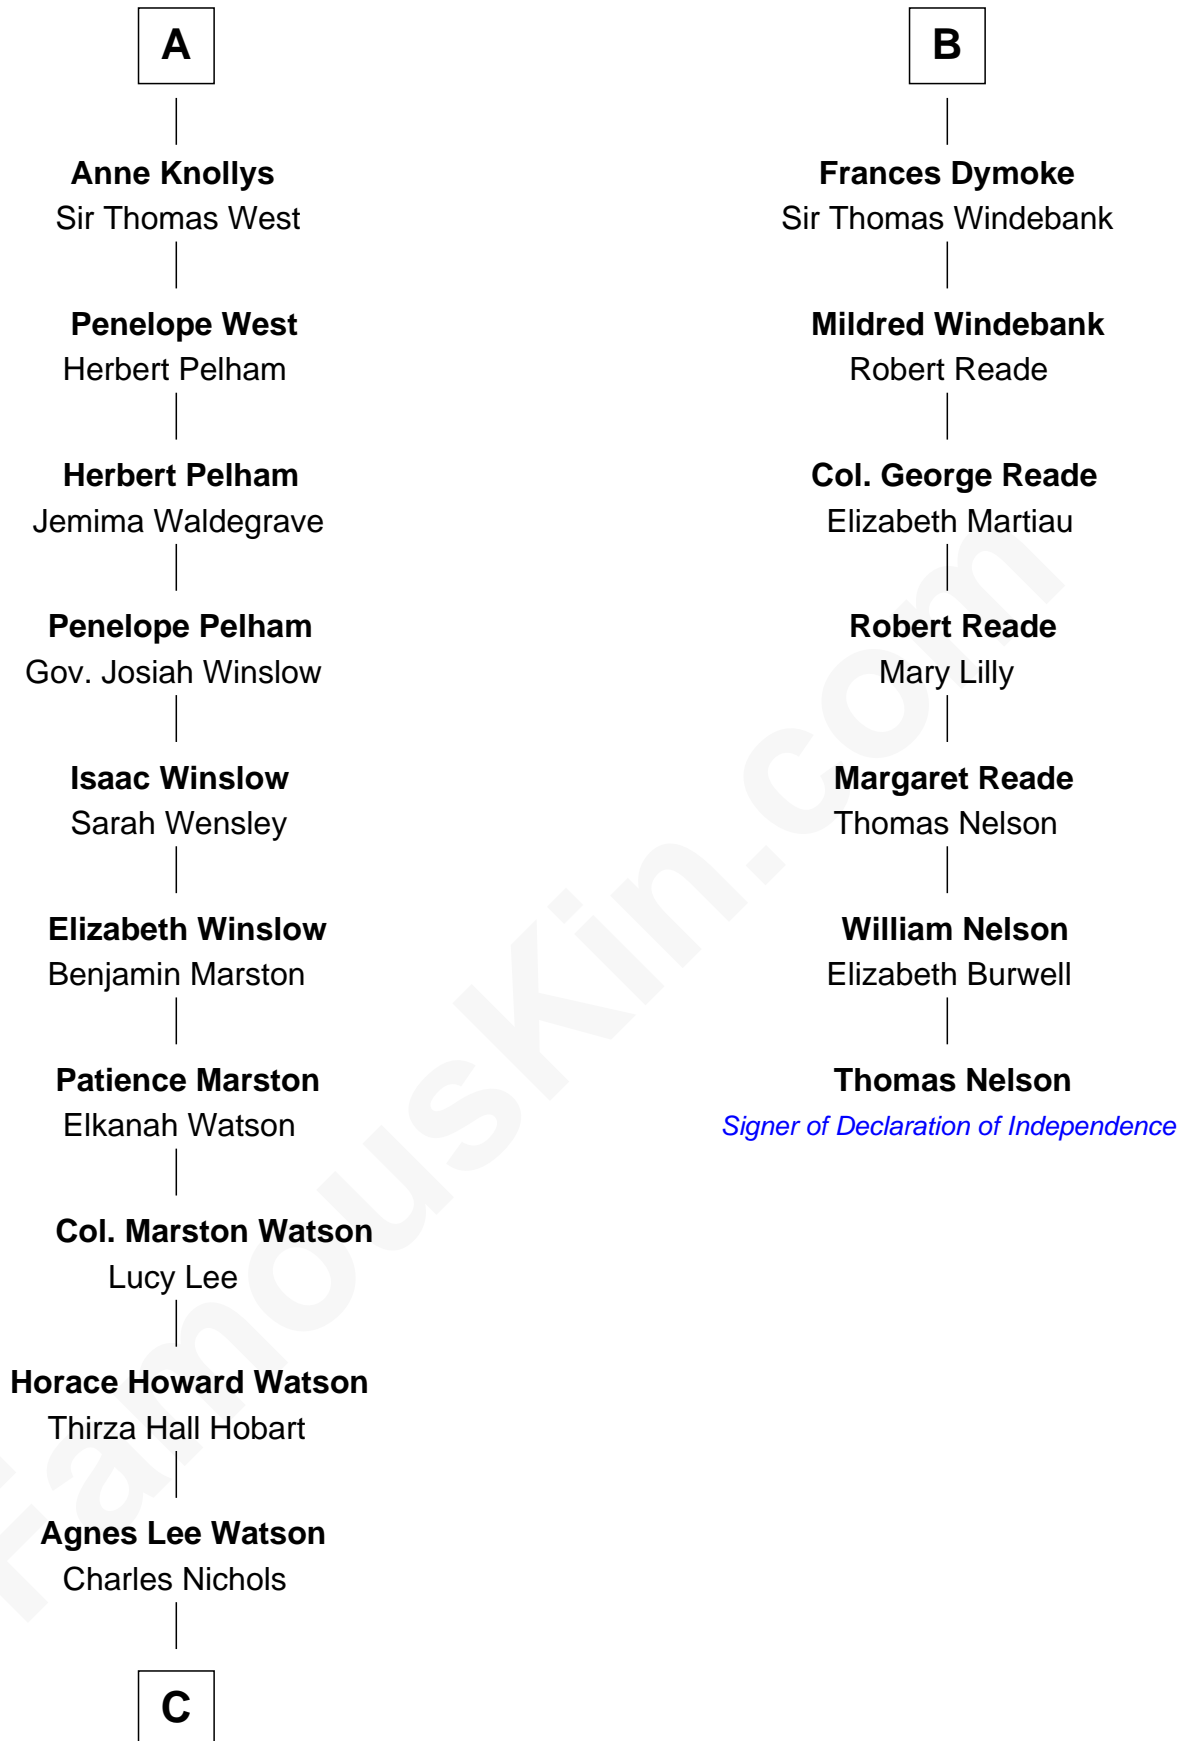 A
Anne Knollys
Sir Thomas West
Penelope West
Herbert Pelham
Herbert Pelham
Jemima Waldegrave
Penelope Pelham
Gov. Josiah Winslow
Isaac Winslow
Sarah Wensley
Elizabeth Winslow
Benjamin Marston
Patience Marston
Elkanah Watson
Col. Marston Watson
Lucy Lee
Horace Howard Watson
Thirza Hall Hobart
Agnes Lee Watson
Charles Nichols
C
B
Frances Dymoke
Sir Thomas Windebank
Mildred Windebank
Robert Reade
Col. George Reade
Elizabeth Martiau
Robert Reade
Mary Lilly
Margaret Reade
Thomas Nelson
William Nelson
Elizabeth Burwell
Thomas Nelson
Signer of Declaration of Independence
FamousKin.com